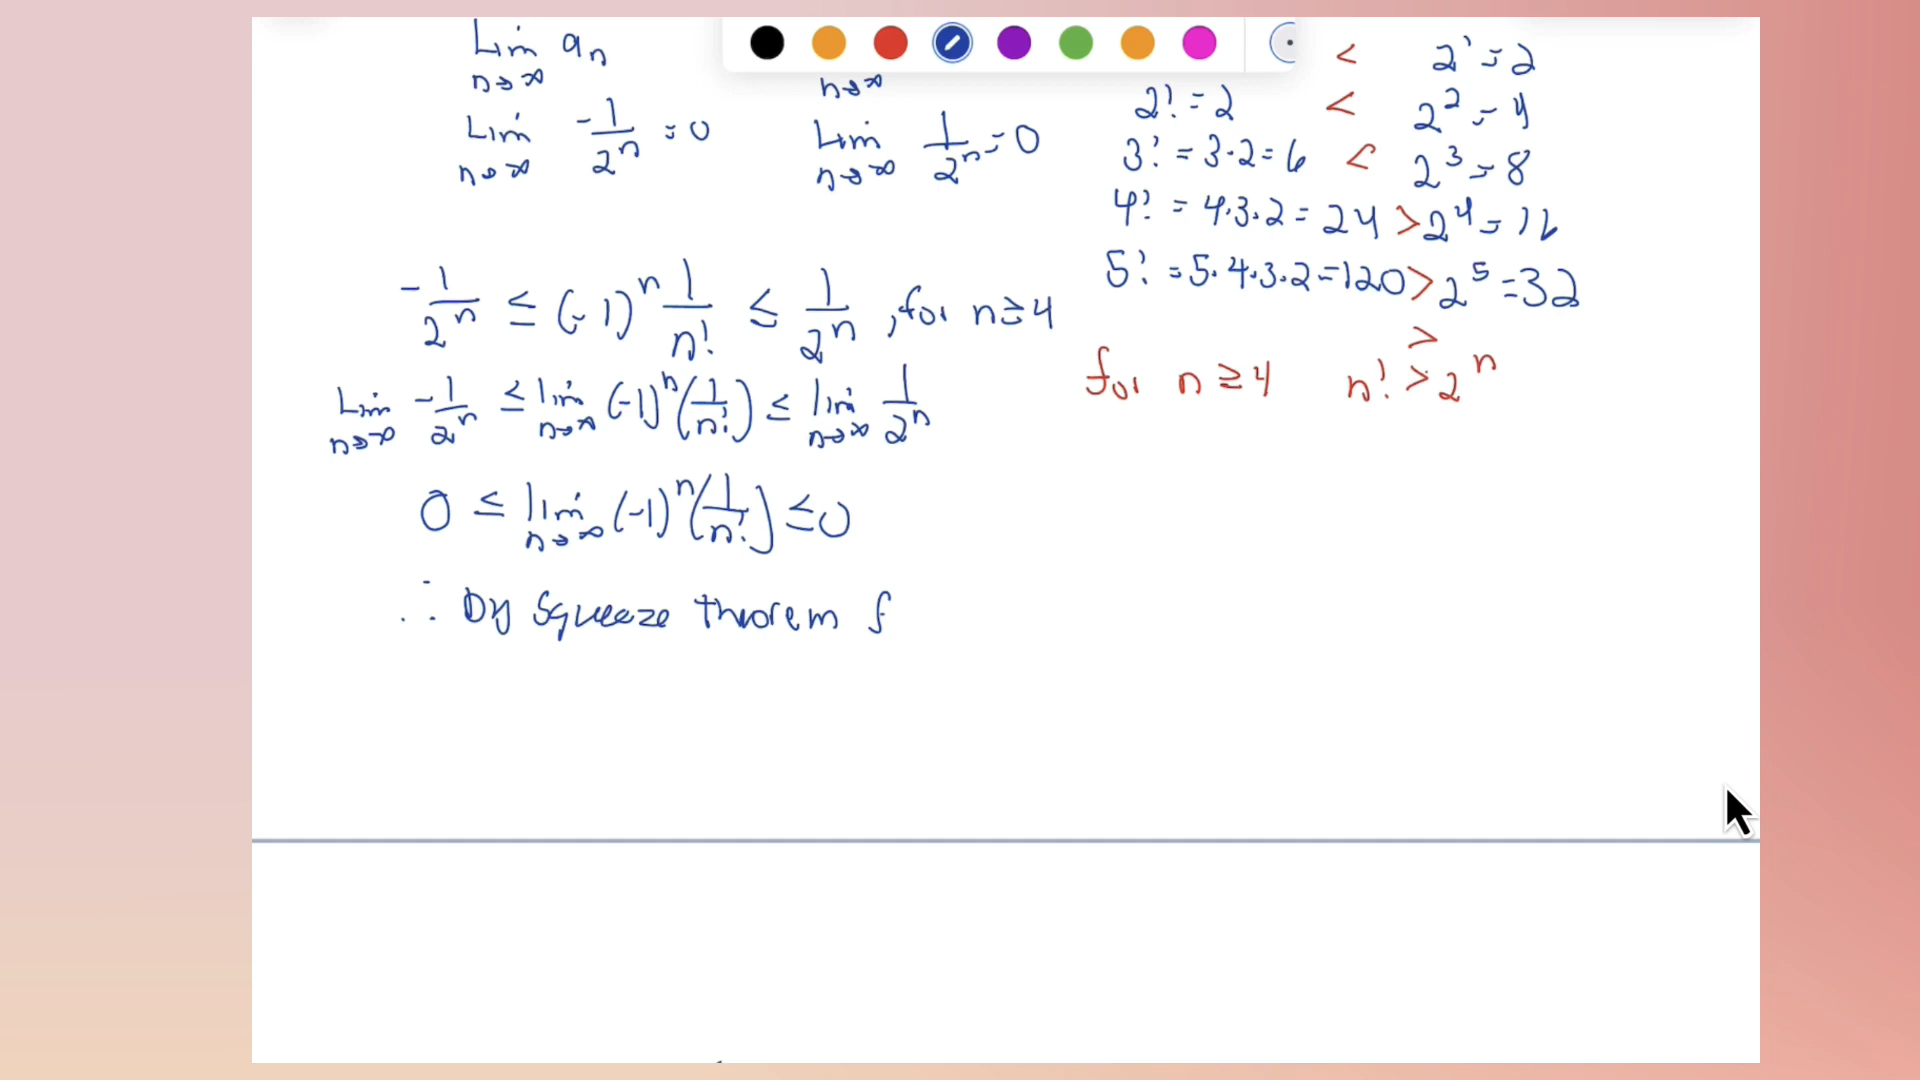 Lim aₙ
n→∞
n→∞
Lim -1/2ⁿ = 0
n→∞
Lim 1/2ⁿ = 0
n→∞
-1/2ⁿ ≤ (-1)ⁿ 1/n! ≤ 1/2ⁿ , for n≥4
Lim -1/2ⁿ ≤ lim (-1)ⁿ(1/n!) ≤ lim 1/2ⁿ
n→∞ n→∞ n→∞
0 ≤ lim (-1)ⁿ(1/n!) ≤ 0
n→∞
∴ By Squeeze theorem f
< 2¹ = 2
2! = 2 < 2² = 4
3! = 3·2 = 6 < 2³ = 8
4! = 4·3·2 = 24 > 2⁴ = 16
5! = 5·4·3·2 = 120 > 2⁵ = 32
>
for n ≥ 4 n! > 2ⁿ